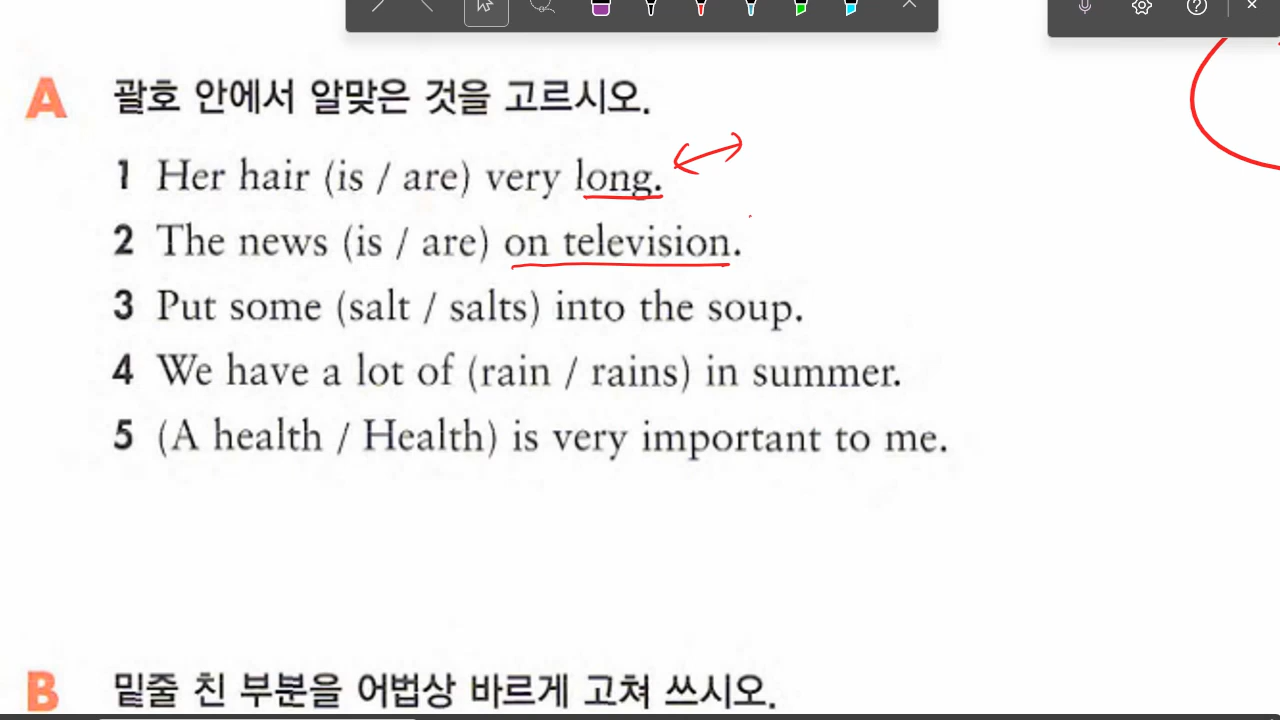 A 괄호 안에서 알맞은 것을 고르시오.
1 Her hair (is / are) very long.
2 The news (is / are) on television.
3 Put some (salt / salts) into the soup.
4 We have a lot of (rain / rains) in summer.
5 (A health / Health) is very important to me.
B 밑줄 친 부분을 어법상 바르게 고쳐 쓰시오.